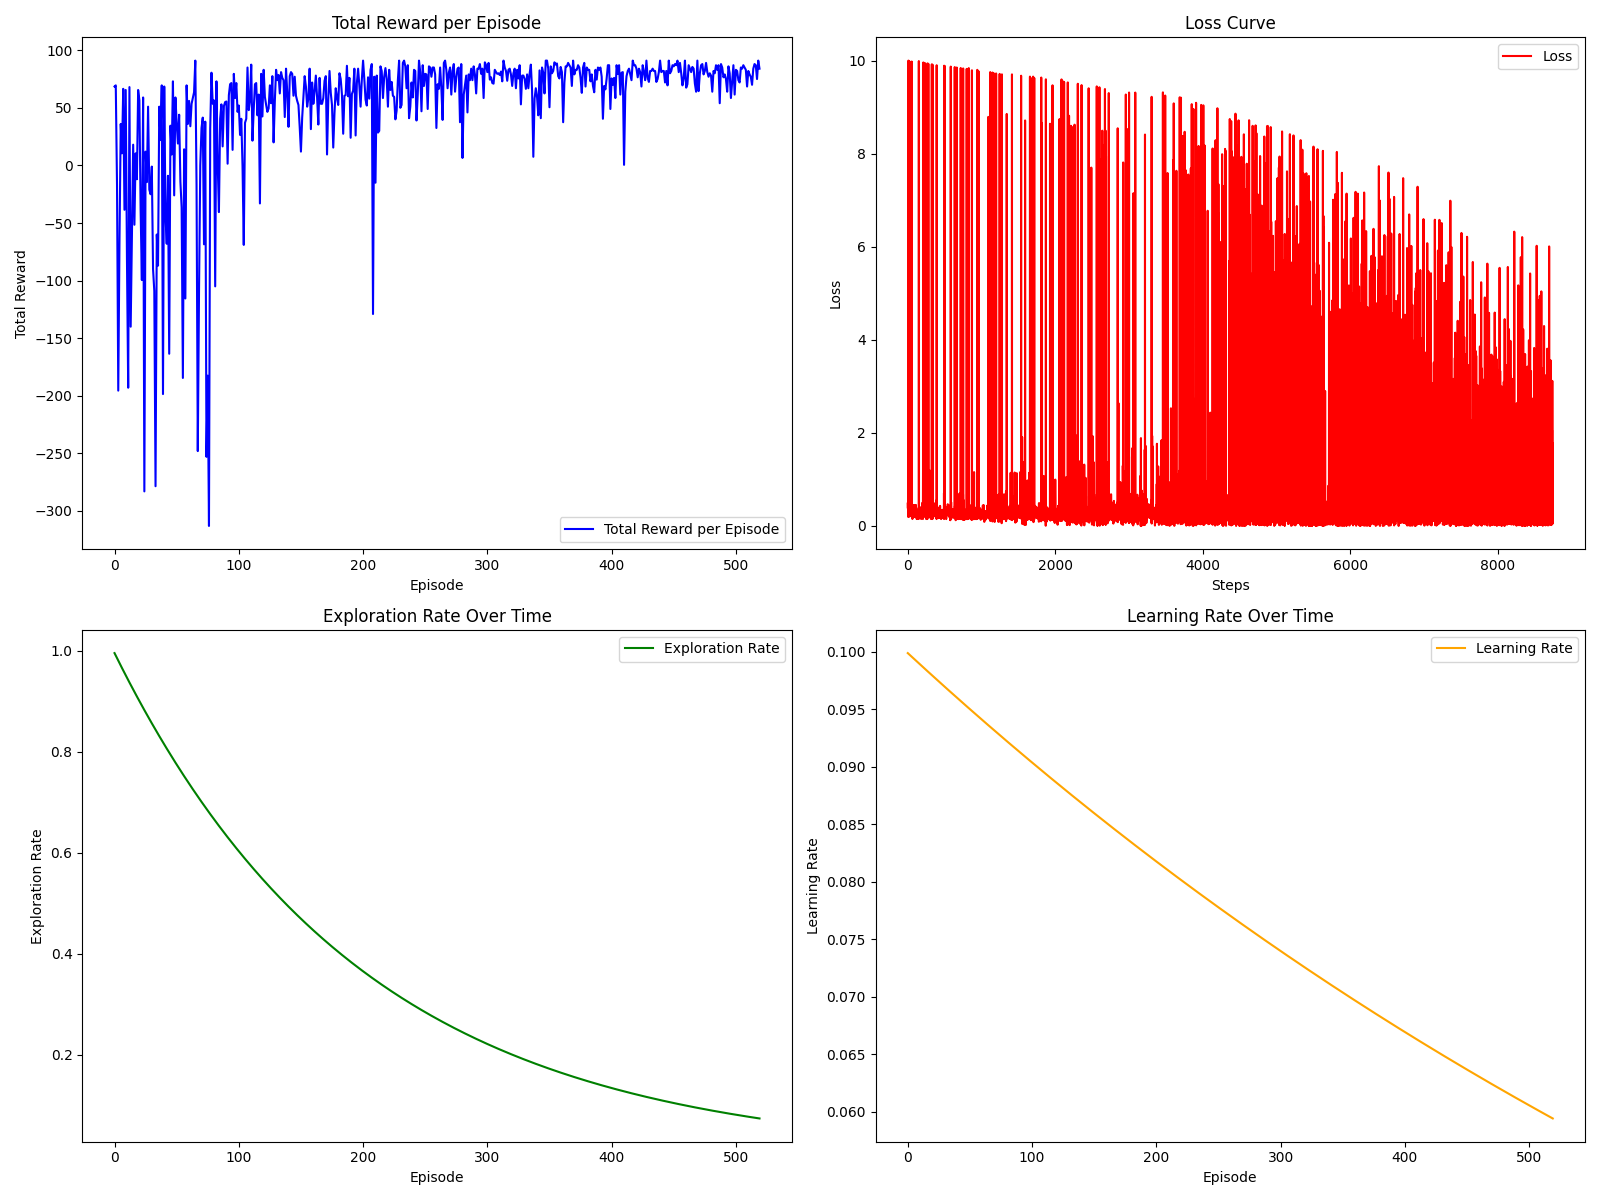 Total Reward per Episode
100
50
0
−50
−100
−150
−200
−250
−300
Total Reward
Total Reward per Episode
0 100 200 300 400 500
Episode
Loss Curve
10
8
6
4
2
0
Loss
Loss
0 2000 4000 6000 8000
Steps
Exploration Rate Over Time
1.0
0.8
0.6
0.4
0.2
Exploration Rate
Exploration Rate
0 100 200 300 400 500
Episode
Learning Rate Over Time
0.100
0.095
0.090
0.085
0.080
0.075
0.070
0.065
0.060
Learning Rate
Learning Rate
0 100 200 300 400 500
Episode